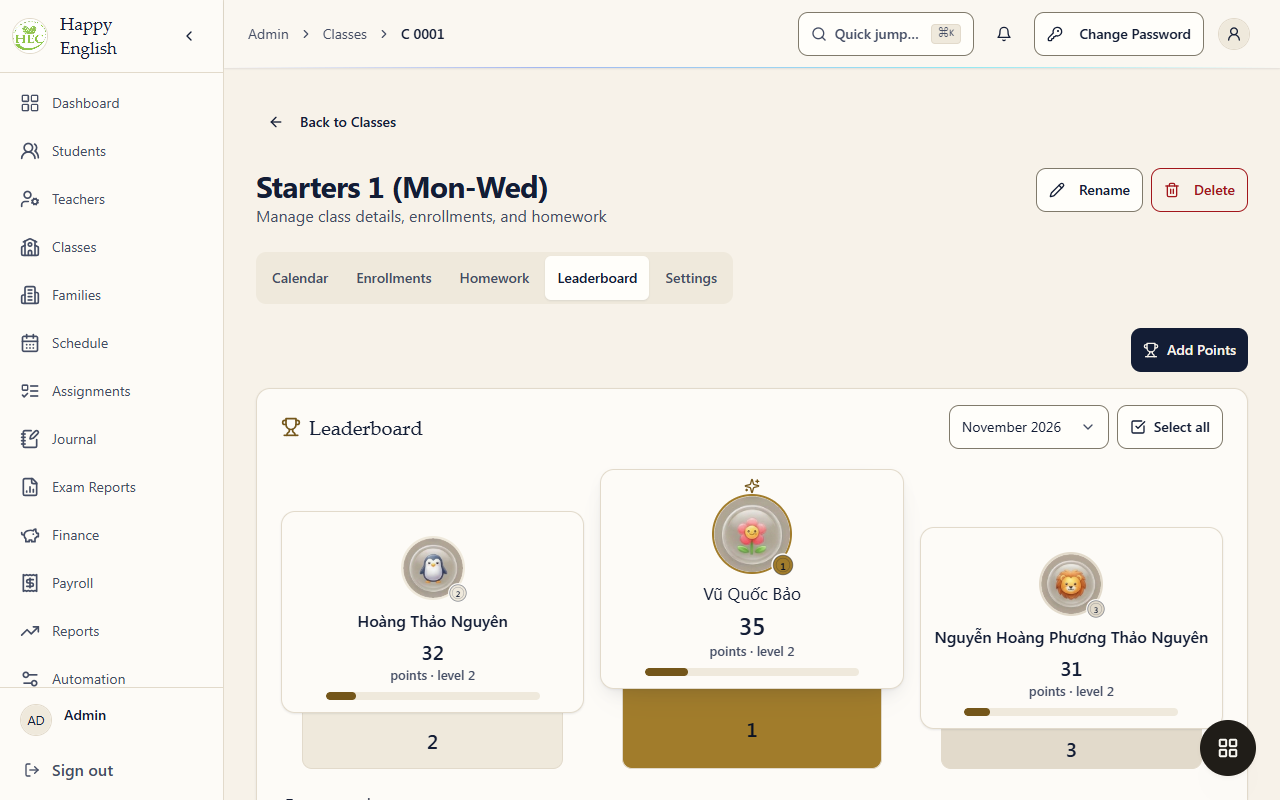 HEC
Happy
English
Admin
Classes
C 0001
Quick jump...
⌘K
Change Password
Dashboard
Students
Teachers
Classes
Families
Schedule
Assignments
Journal
Exam Reports
Finance
Payroll
Reports
Automation
AD
Admin
Sign out
Back to Classes
Starters 1 (Mon-Wed)
Manage class details, enrollments, and homework
Rename
Delete
Calendar
Enrollments
Homework
Leaderboard
Settings
Add Points
Leaderboard
November 2026
Select all
2
Hoàng Thảo Nguyên
32
points · level 2
2
1
Vũ Quốc Bảo
35
points · level 2
1
3
Nguyễn Hoàng Phương Thảo Nguyên
31
points · level 2
3